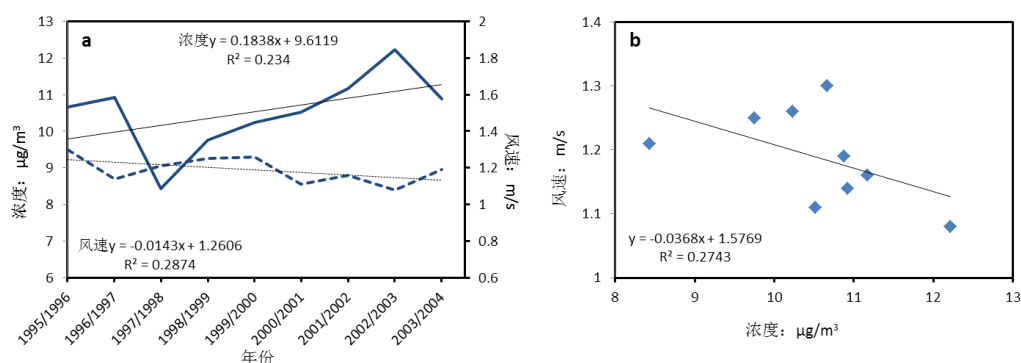 a
浓度y = 0.1838x + 9.6119
R² = 0.234
风速y = -0.0143x + 1.2606
R² = 0.2874
浓度：μg/m³
13
12
11
10
9
8
7
6
2
1.8
1.6
1.4
1.2
1
0.8
0.6
风速：m/s
1995/1996
1996/1997
1997/1998
1998/1999
1999/2000
2000/2001
2001/2002
2002/2003
2003/2004
年份
b
风速：m/s
1.4
1.3
1.2
1.1
1
y = -0.0368x + 1.5769
R² = 0.2743
8
9
10
11
12
13
浓度：μg/m³